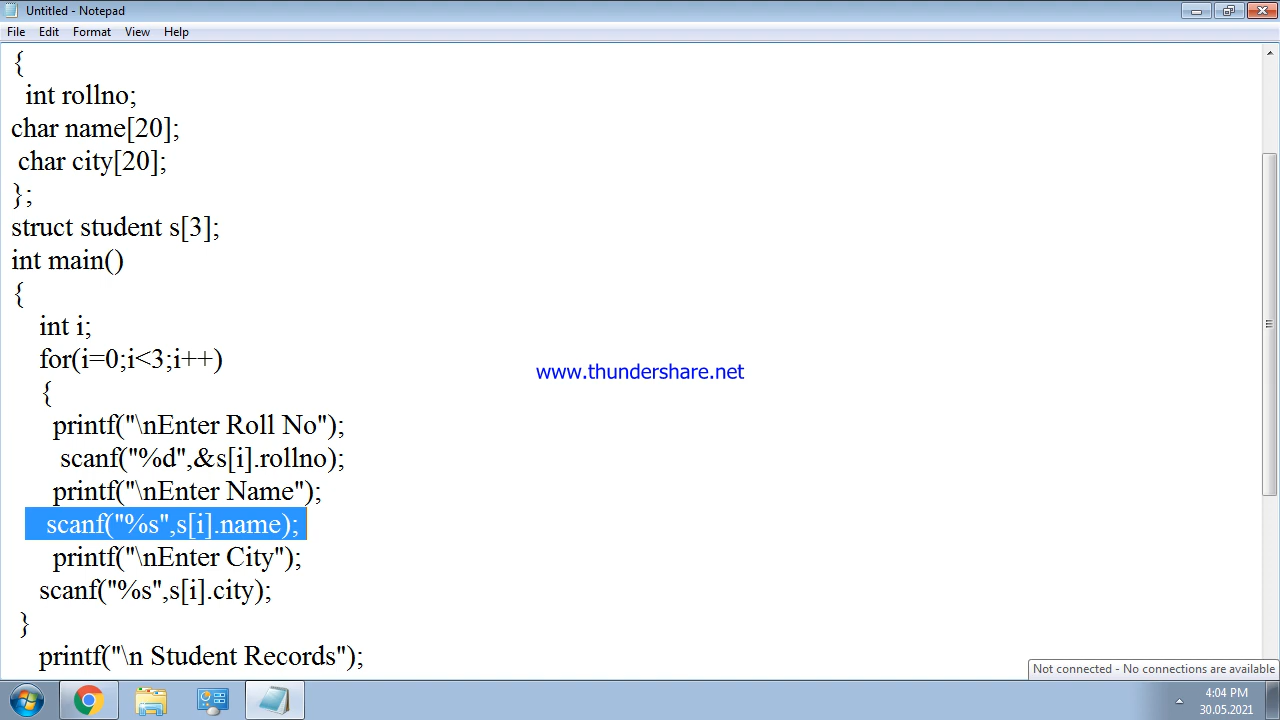 Untitled - Notepad
File Edit Format View Help
{
int rollno;
char name[20];
char city[20];
};
struct student s[3];
int main()
{
int i;
for(i=0;i<3;i++)
{
printf("\nEnter Roll No");
scanf("%d",&s[i].rollno);
printf("\nEnter Name");
scanf("%s",s[i].name);
printf("\nEnter City");
scanf("%s",s[i].city);
}
printf("\n Student Records");
www.thundershare.net
Not connected - No connections are available
4:04 PM
30.05.2021